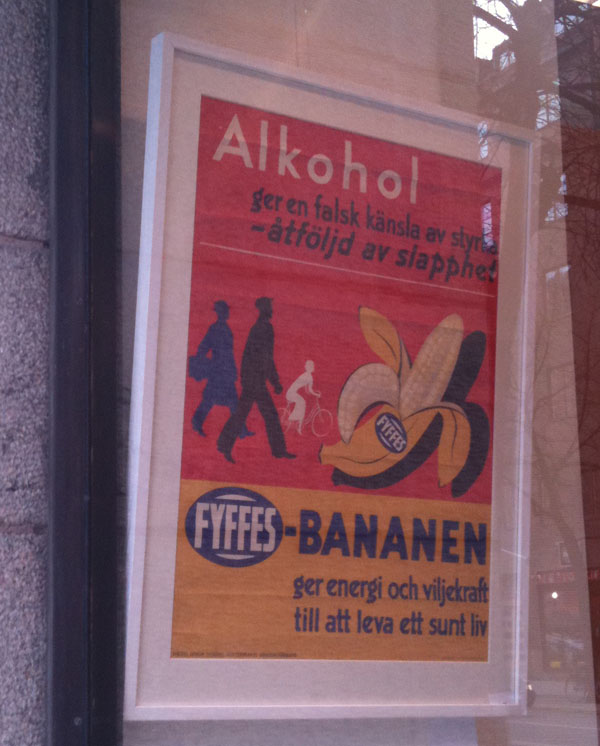 Alkohol
ger en falsk känsla av styrka
-åtföljd av slapphet
FYFFES
FYFFES-BANANEN
ger energi och viljekraft
till att leva ett sunt liv